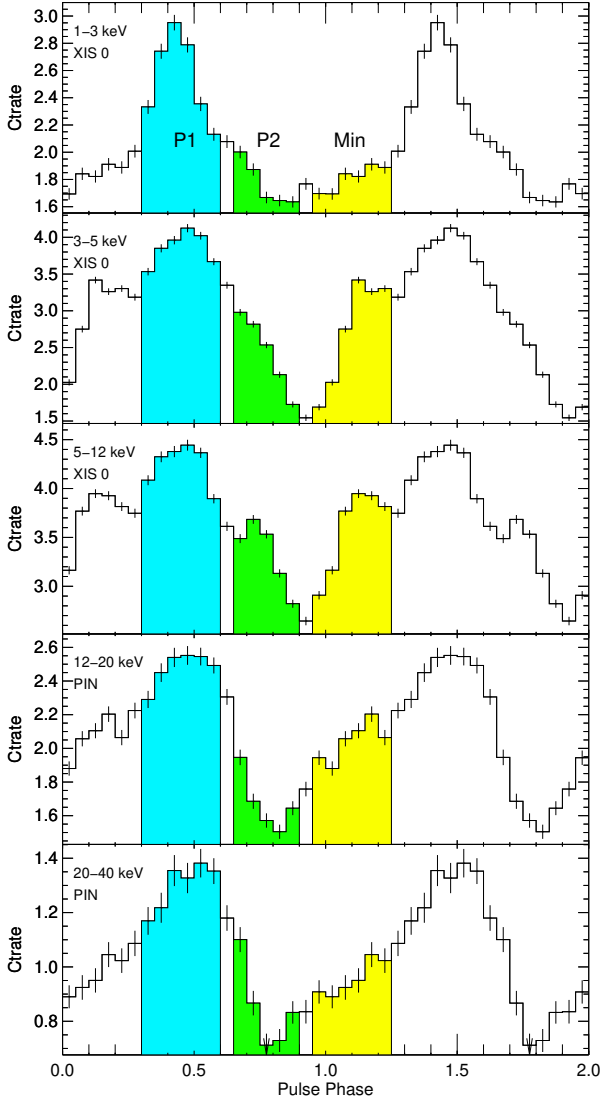 3.0
1−3 keV
2.8
XIS 0
2.6
Ctrate
2.4
2.2
P1 P2 Min
2.0
1.8
1.6
4.0
3−5 keV
XIS 0
3.5
Ctrate
3.0
2.5
2.0
1.5
4.5
5−12 keV
XIS 0
4.0
Ctrate
3.5
3.0
2.6
12−20 keV
PIN
2.4
2.2
Ctrate
2.0
1.8
1.6
1.4
20−40 keV
PIN
1.2
Ctrate
1.0
0.8
0.0 0.5 1.0 1.5 2.0
Pulse Phase